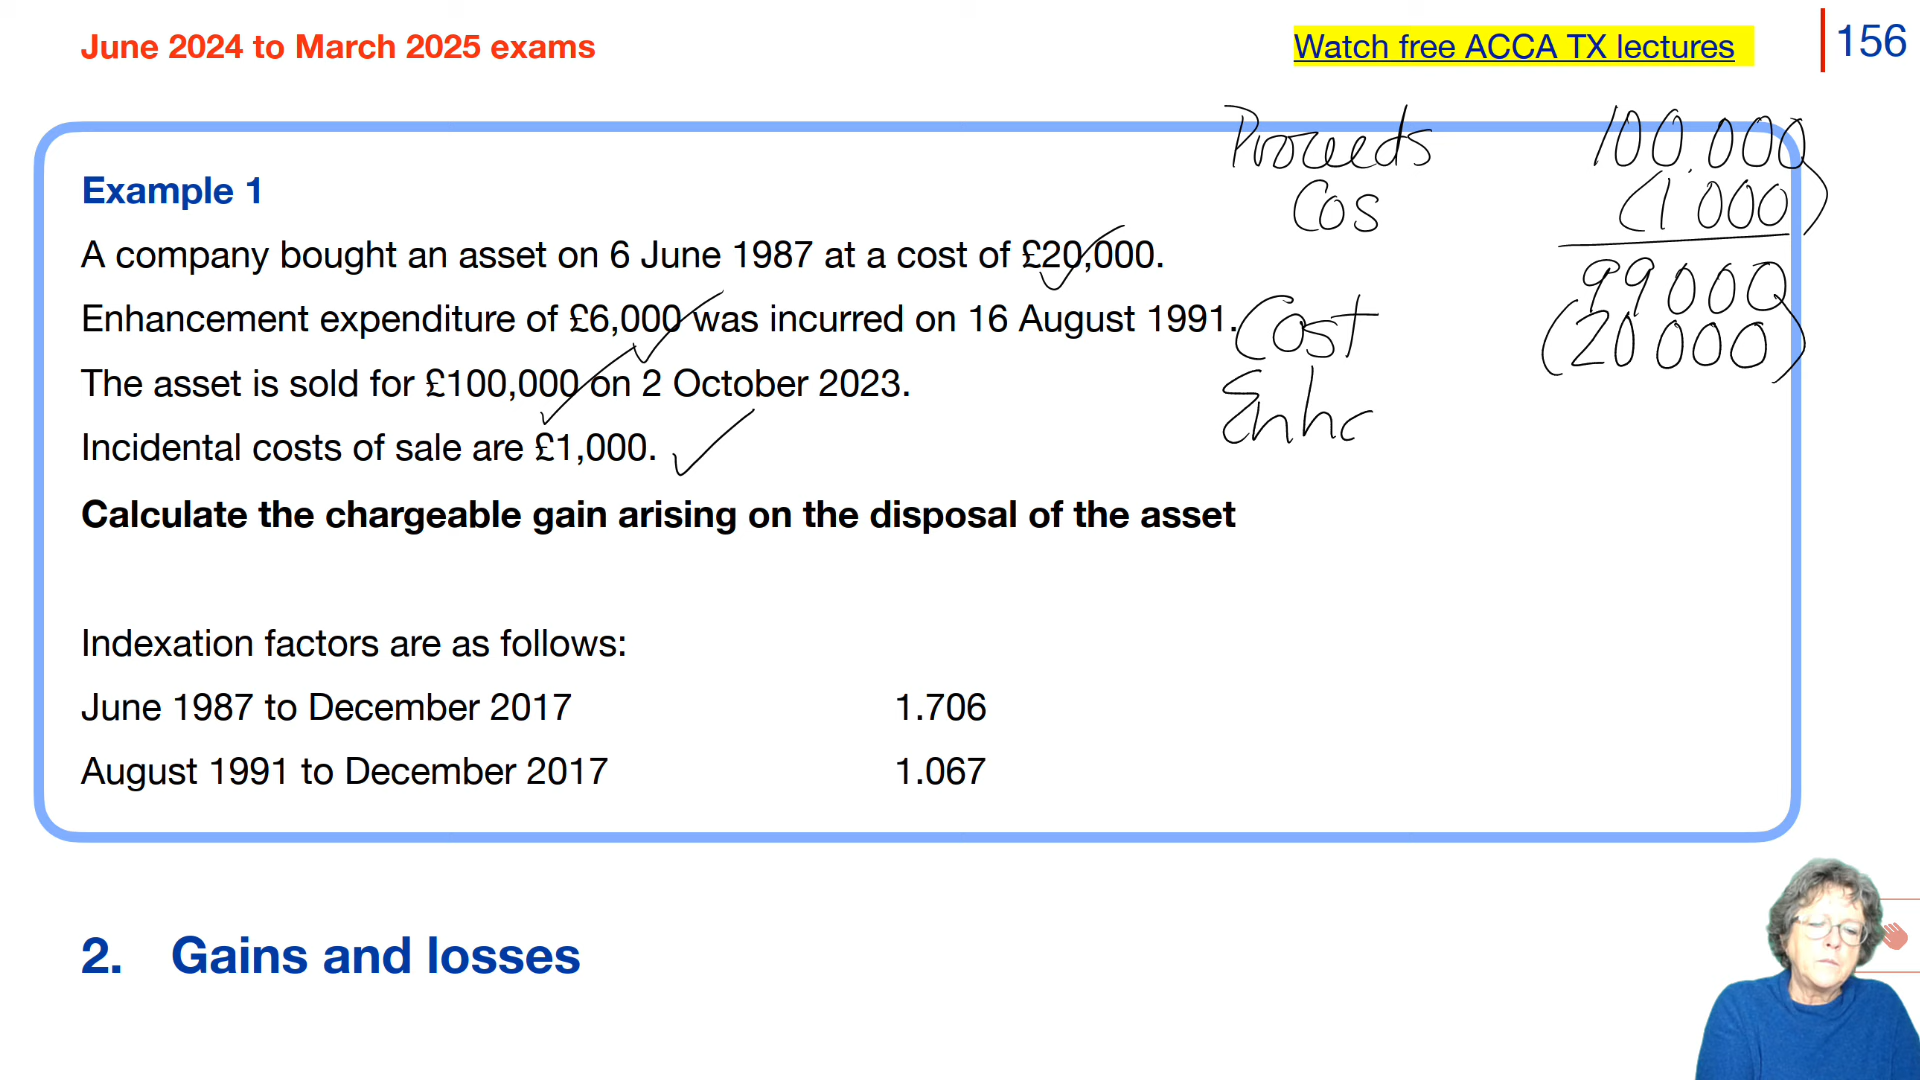 June 2024 to March 2025 exams
Watch free ACCA TX lectures
156
Proceeds 100,000
Cos (1 000)
99000
Cost (20 000)
Enha
Example 1
A company bought an asset on 6 June 1987 at a cost of £20,000.
Enhancement expenditure of £6,000 was incurred on 16 August 1991.
The asset is sold for £100,000 on 2 October 2023.
Incidental costs of sale are £1,000.
Calculate the chargeable gain arising on the disposal of the asset
Indexation factors are as follows:
June 1987 to December 2017 1.706
August 1991 to December 2017 1.067
2. Gains and losses